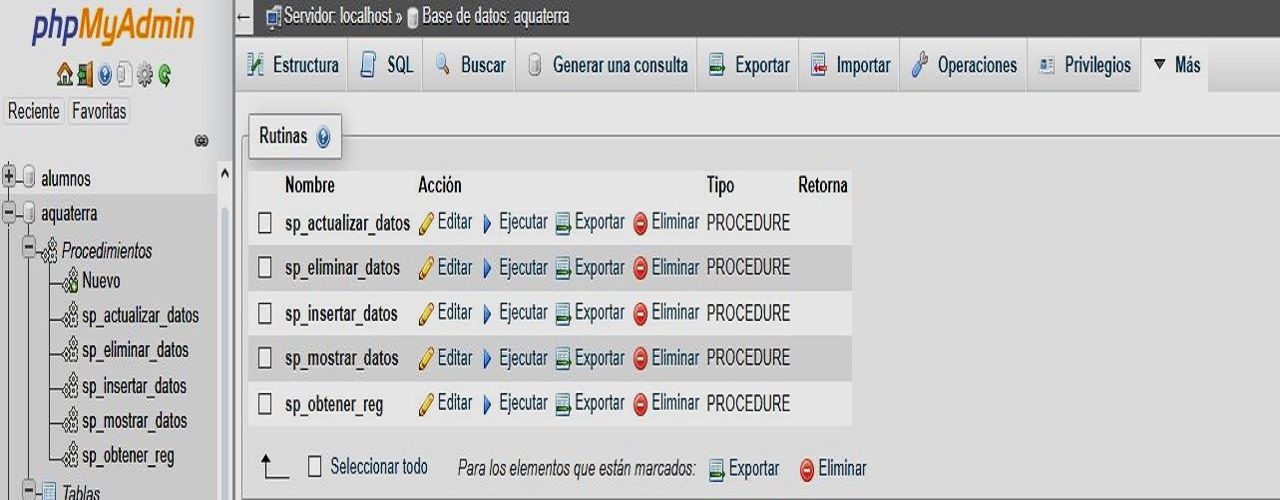 phpMyAdmin
Reciente Favoritas
alumnos
aquaterra
Procedimientos
Nuevo
sp_actualizar_datos
sp_eliminar_datos
sp_insertar_datos
sp_mostrar_datos
sp_obtener_reg
Tablas
Servidor: localhost » Base de datos: aquaterra
Estructura SQL Buscar Generar una consulta Exportar Importar Operaciones Privilegios Más
Rutinas
Nombre Acción Tipo Retorna
sp_actualizar_datos Editar Ejecutar Exportar Eliminar PROCEDURE
sp_eliminar_datos Editar Ejecutar Exportar Eliminar PROCEDURE
sp_insertar_datos Editar Ejecutar Exportar Eliminar PROCEDURE
sp_mostrar_datos Editar Ejecutar Exportar Eliminar PROCEDURE
sp_obtener_reg Editar Ejecutar Exportar Eliminar PROCEDURE
Seleccionar todo Para los elementos que están marcados: Exportar Eliminar